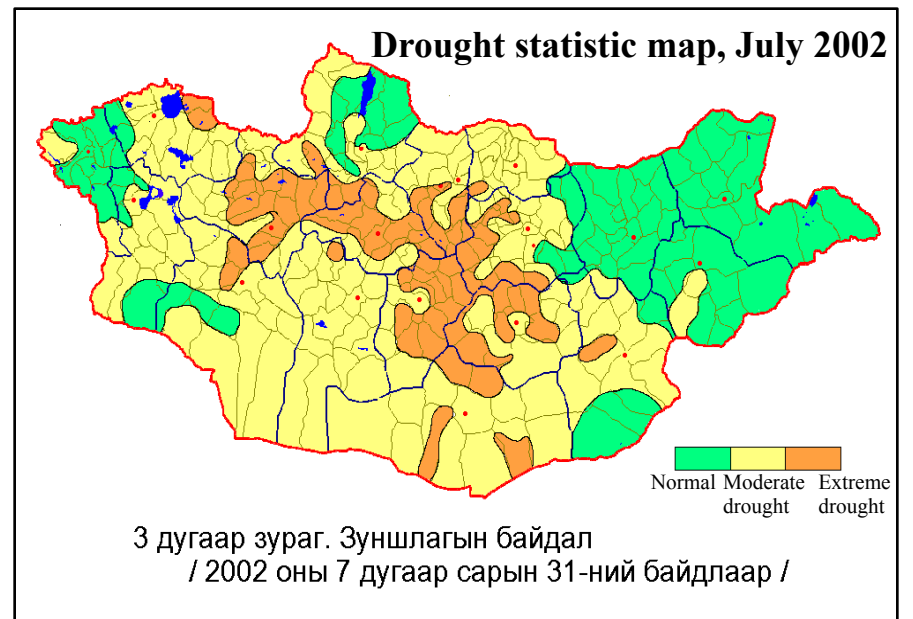 Drought statistic map, July 2002
Normal Moderate Extreme
drought drought
3 дугаар зураг. Зуншлагын байдал
/ 2002 оны 7 дугаар сарын 31-ний байдлаар /